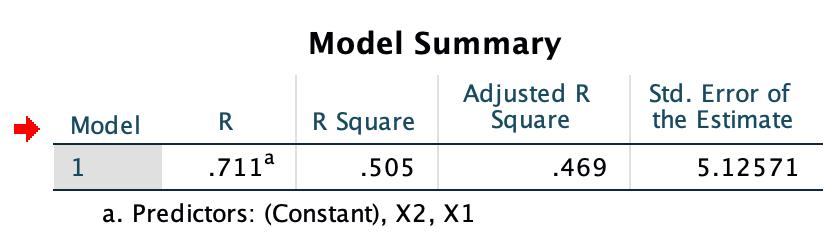 Model Summary
Model R R Square Adjusted R Square Std. Error of the Estimate
1 .711a .505 .469 5.12571
a. Predictors: (Constant), X2, X1